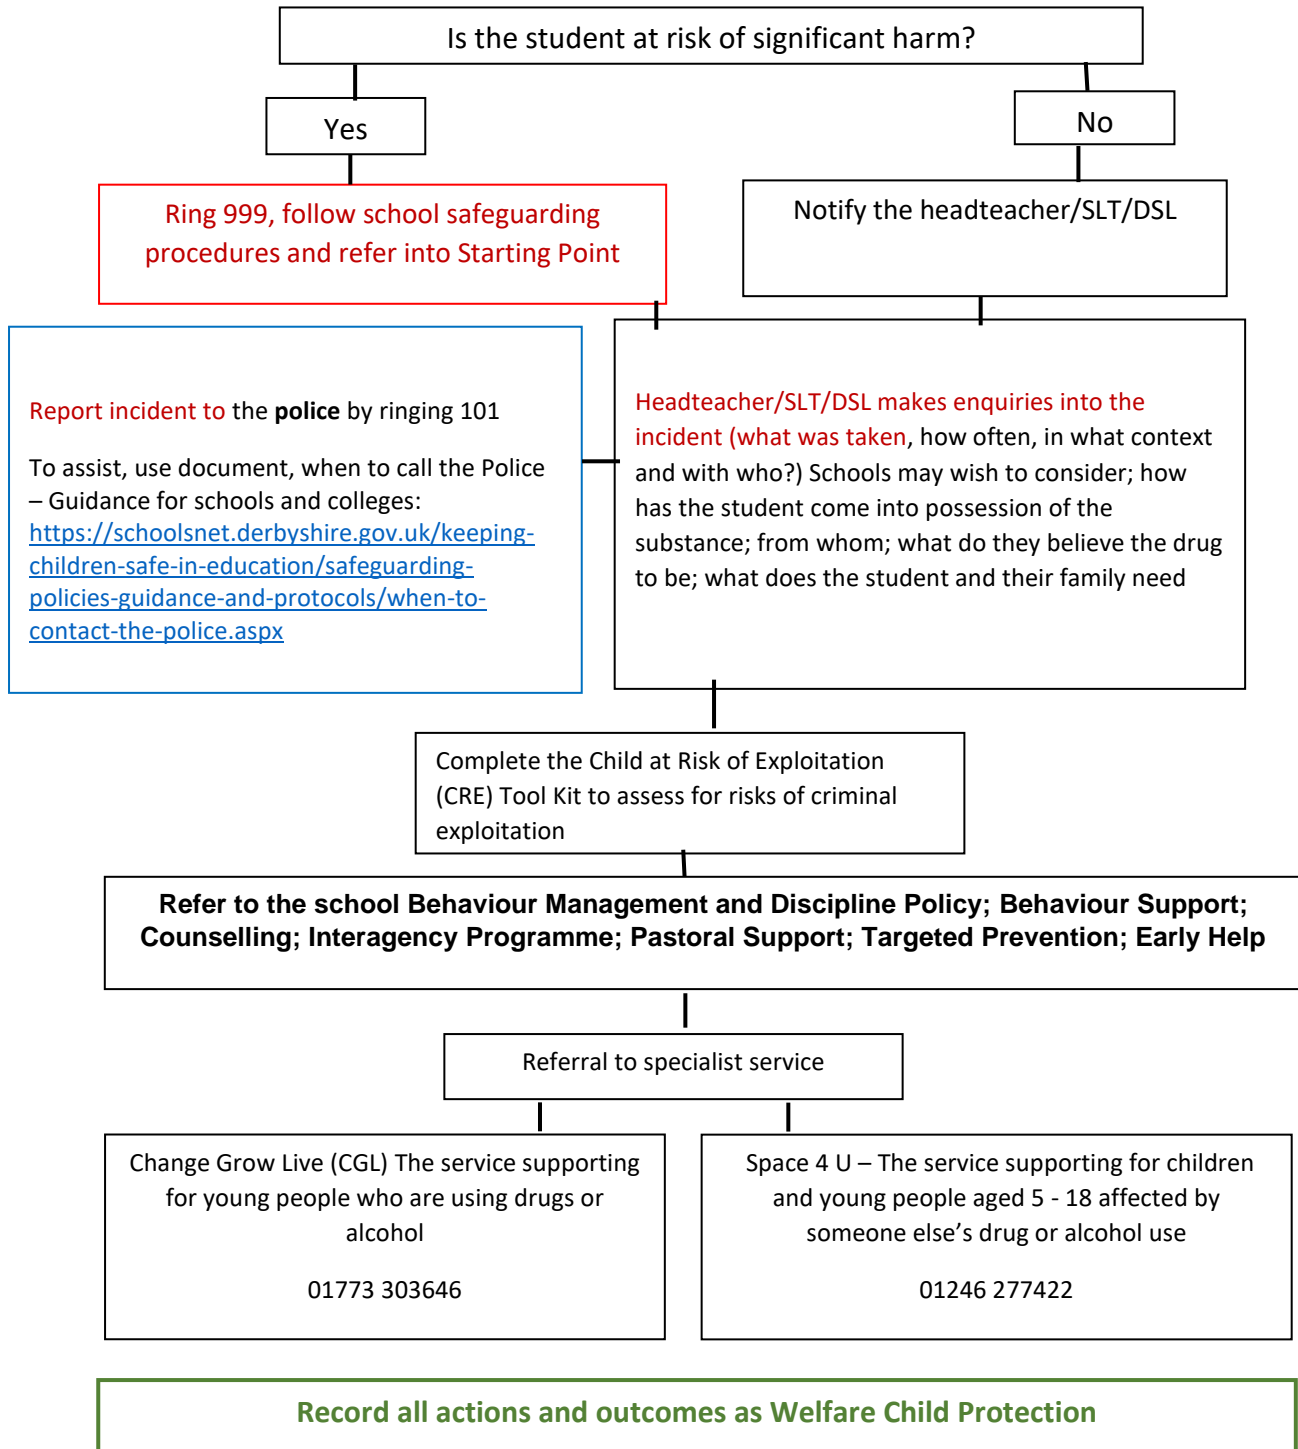 Is the student at risk of significant harm?
Yes
No
Ring 999, follow school safeguarding
procedures and refer into Starting Point
Notify the headteacher/SLT/DSL
Report incident to the police by ringing 101
To assist, use document, when to call the Police
– Guidance for schools and colleges:
https://schoolsnet.derbyshire.gov.uk/keeping-
children-safe-in-education/safeguarding-
policies-guidance-and-protocols/when-to-
contact-the-police.aspx
Headteacher/SLT/DSL makes enquiries into the
incident (what was taken, how often, in what context
and with who?) Schools may wish to consider; how
has the student come into possession of the
substance; from whom; what do they believe the drug
to be; what does the student and their family need
Complete the Child at Risk of Exploitation
(CRE) Tool Kit to assess for risks of criminal
exploitation
Refer to the school Behaviour Management and Discipline Policy; Behaviour Support;
Counselling; Interagency Programme; Pastoral Support; Targeted Prevention; Early Help
Referral to specialist service
Change Grow Live (CGL) The service supporting
for young people who are using drugs or
alcohol
01773 303646
Space 4 U – The service supporting for children
and young people aged 5 - 18 affected by
someone else’s drug or alcohol use
01246 277422
Record all actions and outcomes as Welfare Child Protection